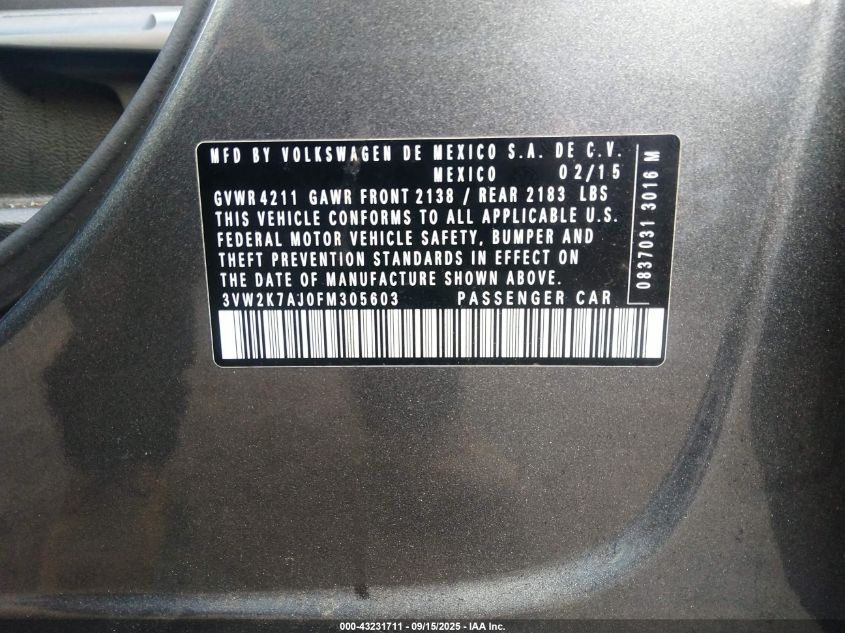 MFD BY VOLKSWAGEN DE MEXICO S.A. DE C.V.
MEXICO 02/15
GVWR 4211 GAWR FRONT 2138 / REAR 2183 LBS
THIS VEHICLE CONFORMS TO ALL APPLICABLE U.S.
FEDERAL MOTOR VEHICLE SAFETY, BUMPER AND
THEFT PREVENTION STANDARDS IN EFFECT ON
THE DATE OF MANUFACTURE SHOWN ABOVE.
3VW2K7AJ0FM305603 PASSENGER CAR
0837031 3016 M
000-43231711 - 09/15/2025 - IAA Inc.